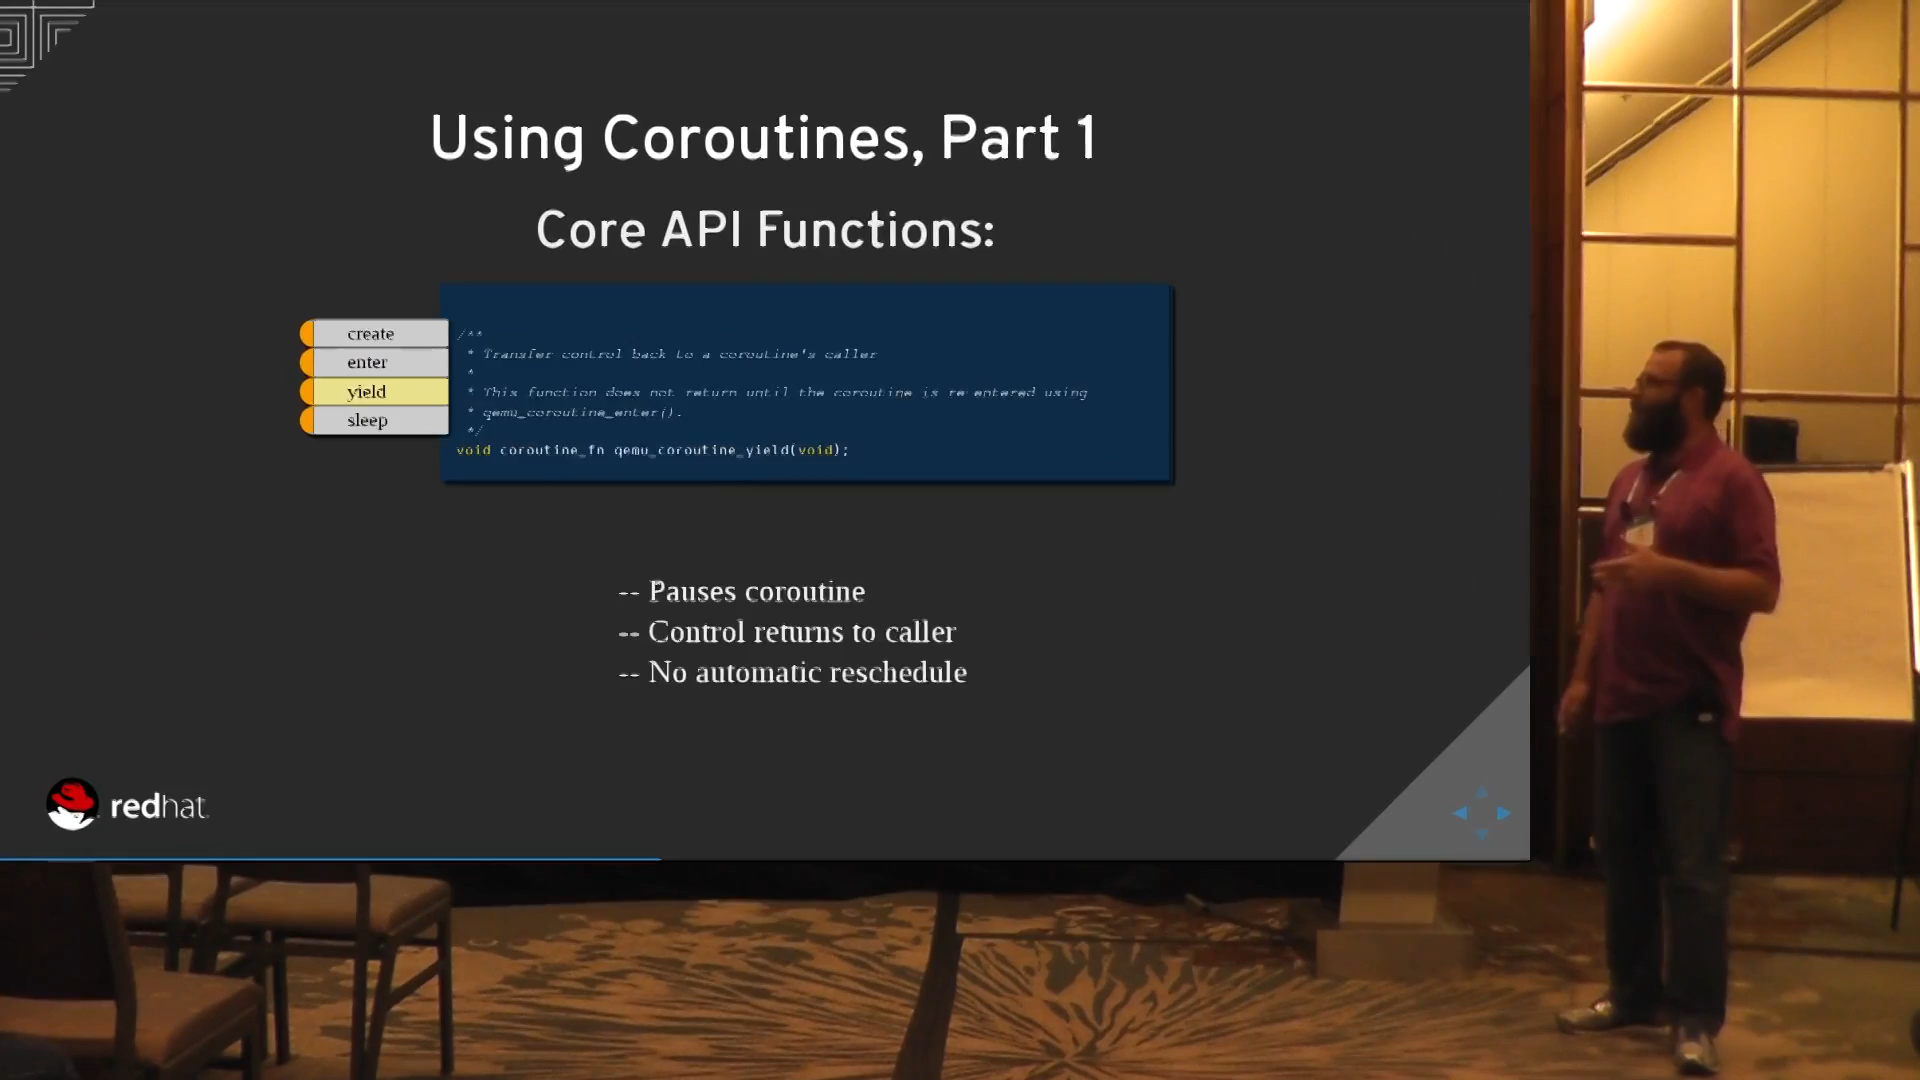 Using Coroutines, Part 1
Core API Functions:
create
enter
yield
sleep
/**
* Transfer control back to a coroutine's caller
*
* This function does not return until the coroutine is re-entered using
* qemu_coroutine_enter().
*/
void coroutine_fn qemu_coroutine_yield(void);
-- Pauses coroutine
-- Control returns to caller
-- No automatic reschedule
redhat.